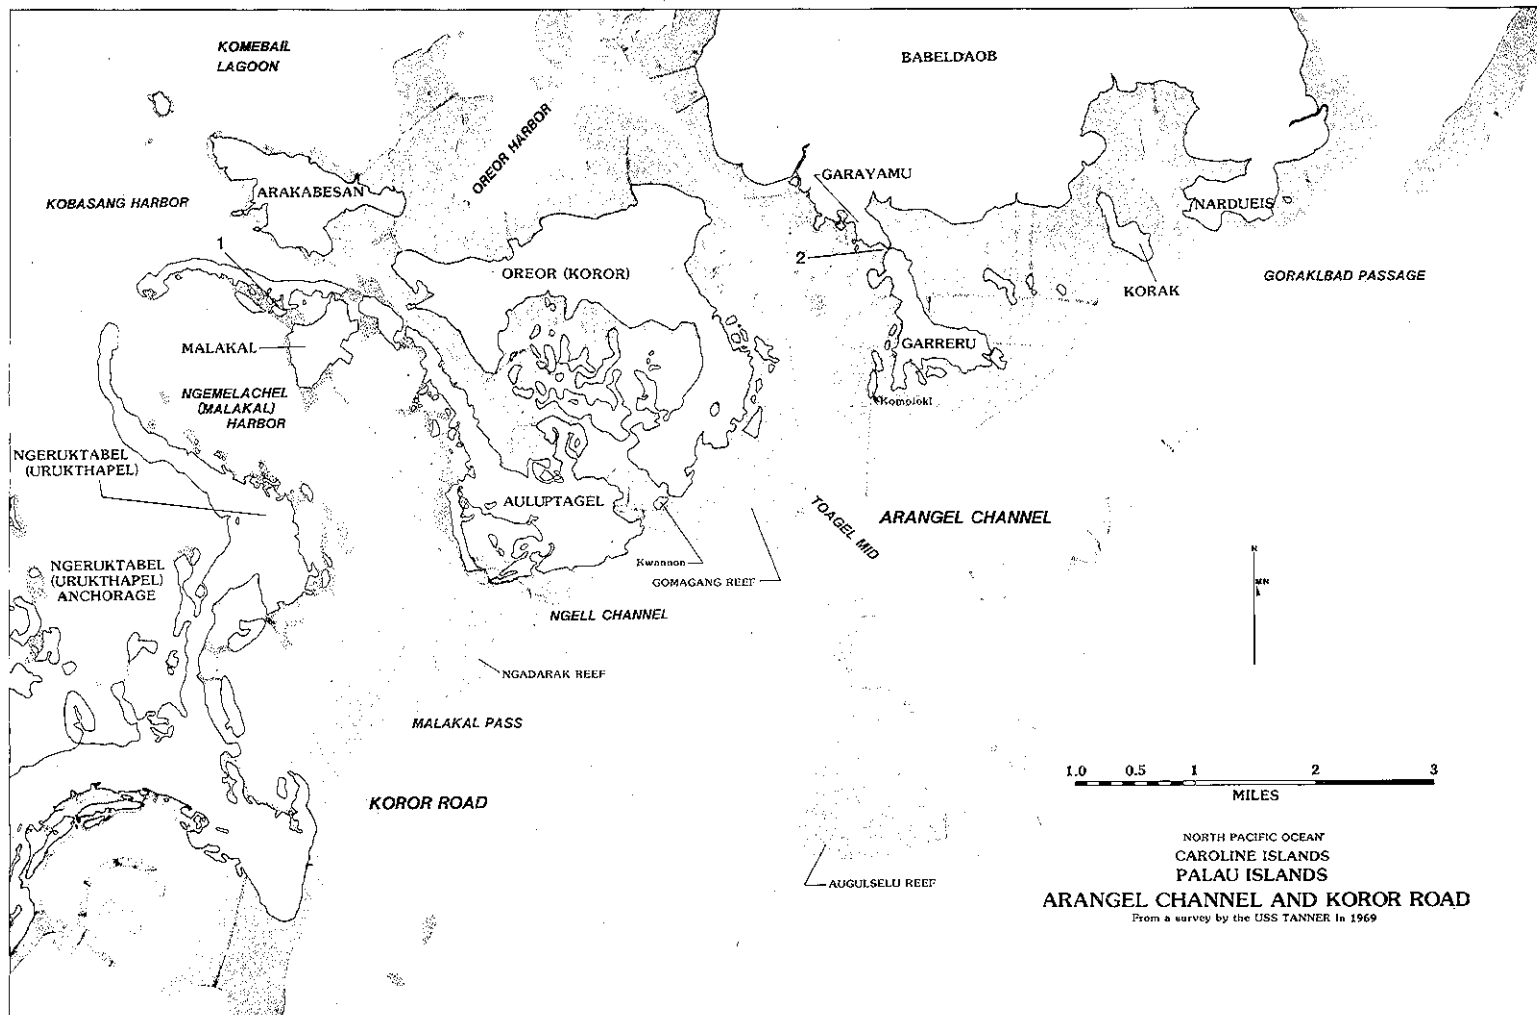 KOMEBAIL
LAGOON
BABELDAOB
OREOR HARBOR
GARAYAMU
ARAKABESAN
KOBASANG HARBOR
NARDUEIS
1
2
OREOR (KOROR)
GORAKLBAD PASSAGE
KORAK
MALAKAL
GARRERU
NGEMELACHEL
(MALAKAL)
HARBOR
Komolokl
NGERUKTABEL
(URUKTHAPEL)
AULUPTAGEL
TOAGEL MID
ARANGEL CHANNEL
Kwannon
GOMAGANG REEF
NGERUKTABEL
(URUKTHAPEL)
ANCHORAGE
N
MN
NGELL CHANNEL
NGADARAK REEF
MALAKAL PASS
KOROR ROAD
1.0 0.5 1 2 3
MILES
NORTH PACIFIC OCEAN
CAROLINE ISLANDS
PALAU ISLANDS
ARANGEL CHANNEL AND KOROR ROAD
From a survey by the USS TANNER in 1969
AUGULSELU REEF